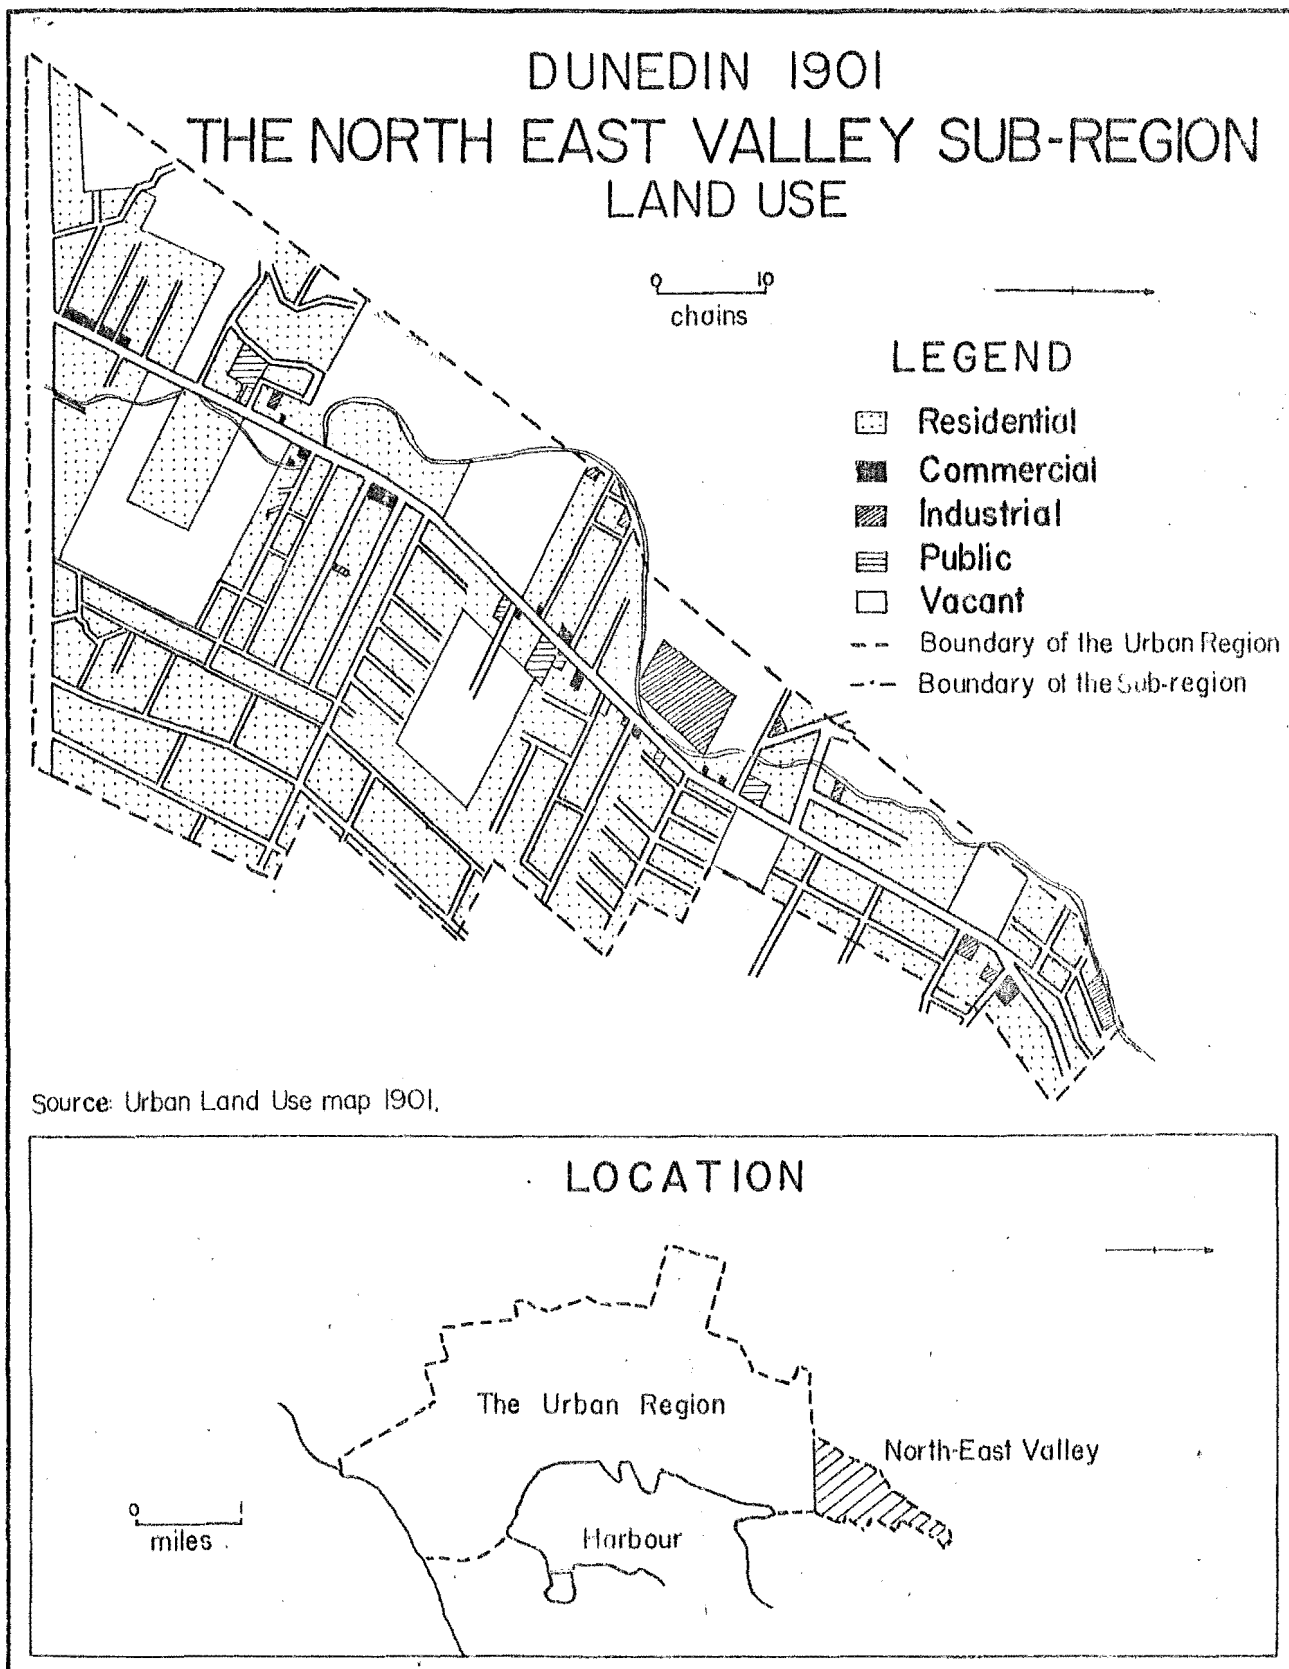 DUNEDIN 1901
THE NORTH EAST VALLEY SUB-REGION
LAND USE
0 10
chains
LEGEND
Residential
Commercial
Industrial
Public
Vacant
Boundary of the Urban Region
Boundary of the Sub-region
Source: Urban Land Use map 1901.
LOCATION
The Urban Region
North-East Valley
0 1
miles
Harbour